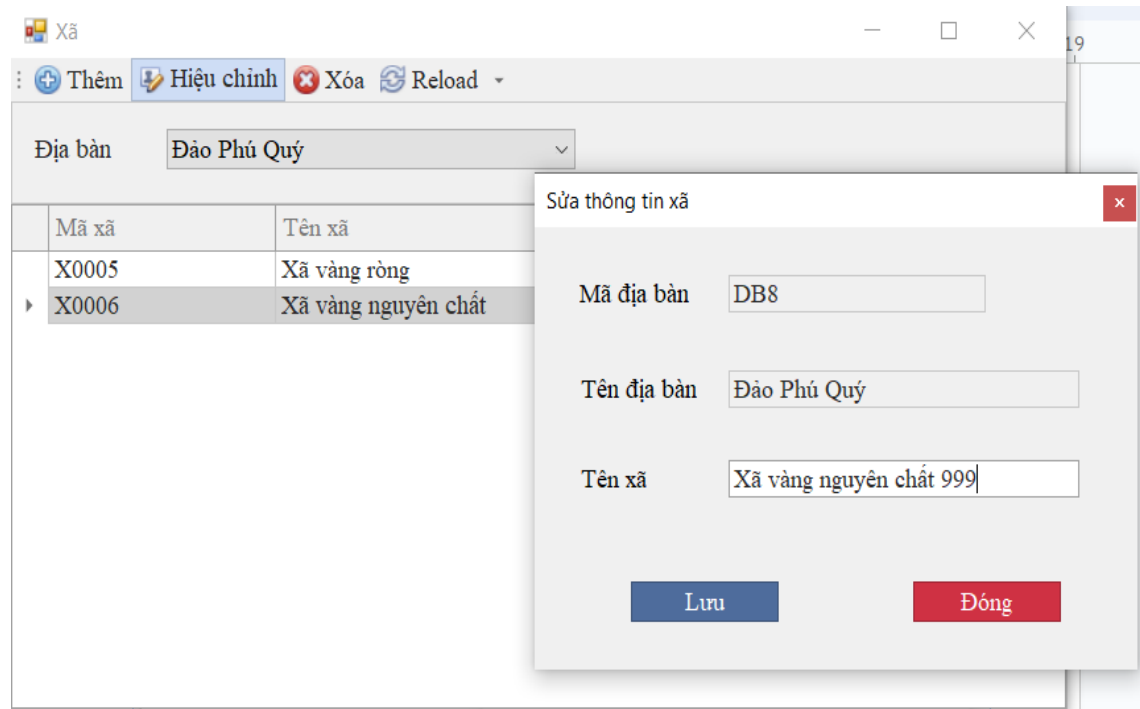 Xã
19
Thêm Hiệu chỉnh Xóa Reload
Địa bàn Đảo Phú Quý
Mã xã Tên xã
X0005 Xã vàng ròng
X0006 Xã vàng nguyên chất
Sửa thông tin xã
Mã địa bàn DB8
Tên địa bàn Đảo Phú Quý
Tên xã Xã vàng nguyên chất 999
Lưu Đóng